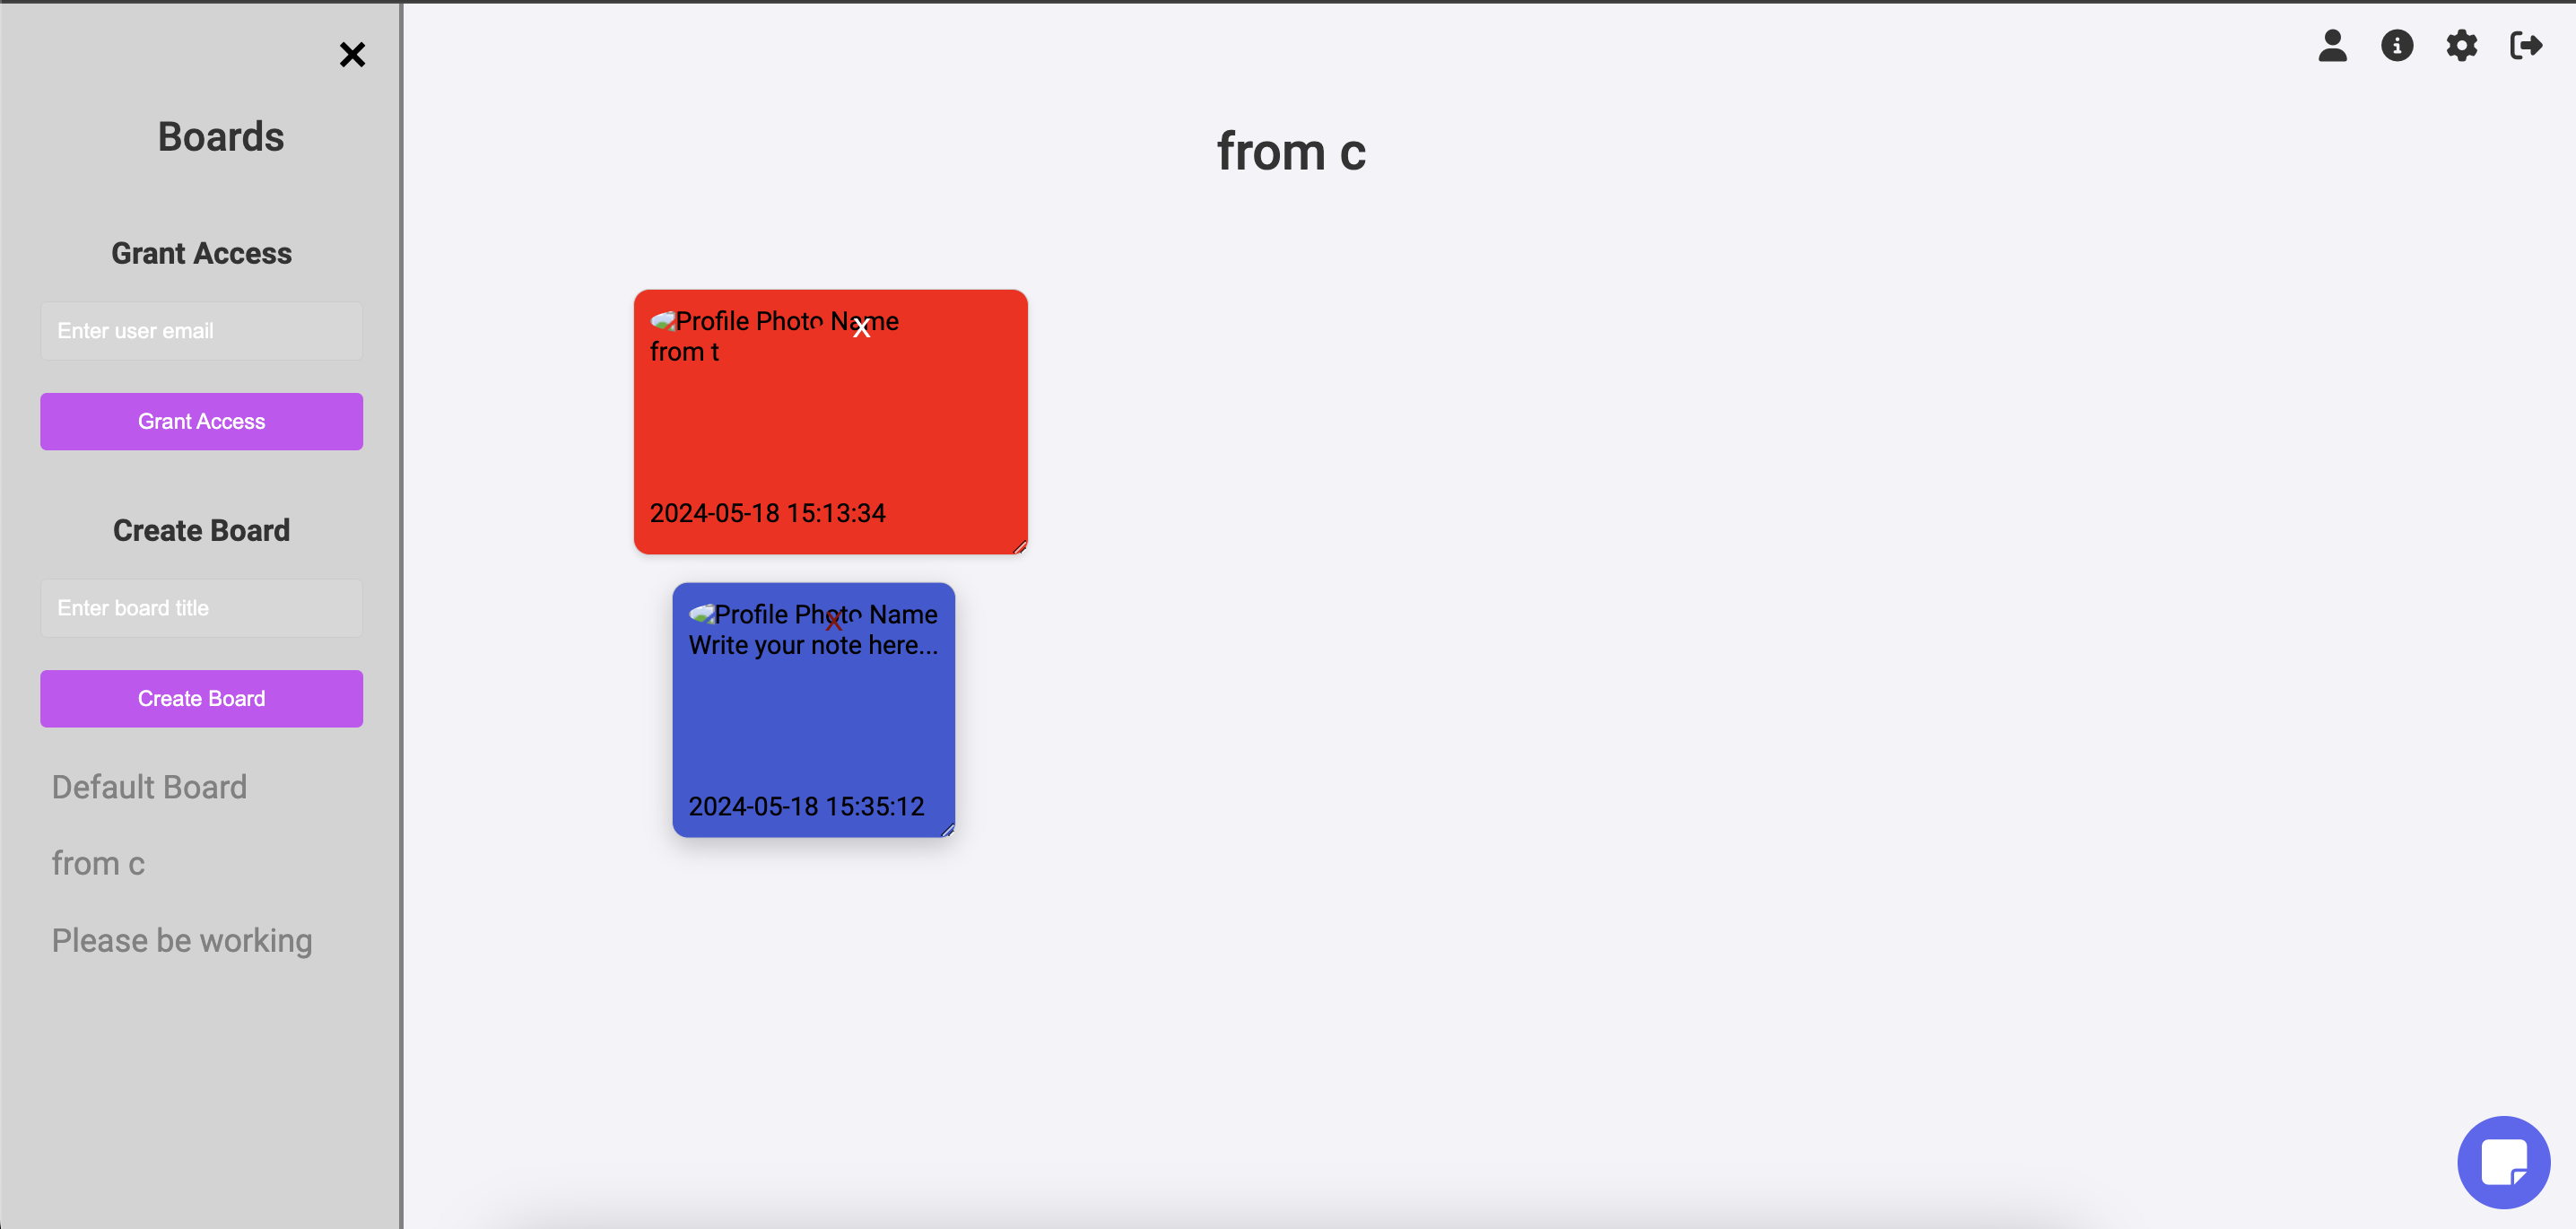 Boards
Grant Access
Enter user email
Grant Access
Create Board
Enter board title
Create Board
Default Board
from c
Please be working
from c
Profile Photo Name
X
from t
2024-05-18 15:13:34
Profile Photo Name
X
Write your note here...
2024-05-18 15:35:12